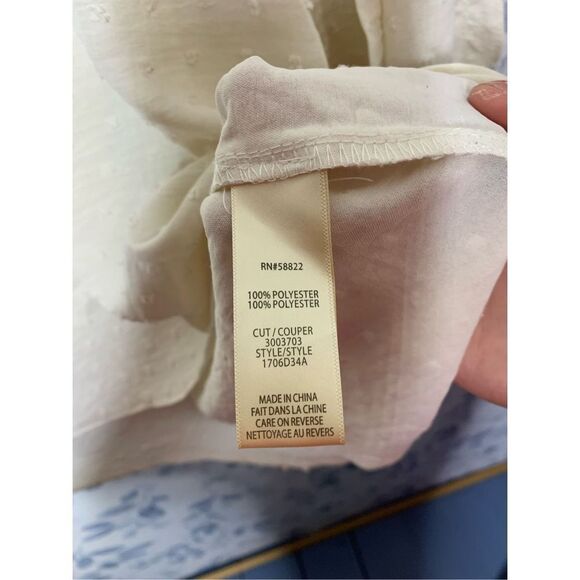 RN#58822
100% POLYESTER
100% POLYESTER
CUT / COUPER
3003703
STYLE/STYLE
1706D34A
MADE IN CHINA
FAIT DANS LA CHINE
CARE ON REVERSE
NETTOYAGE AU REVERS